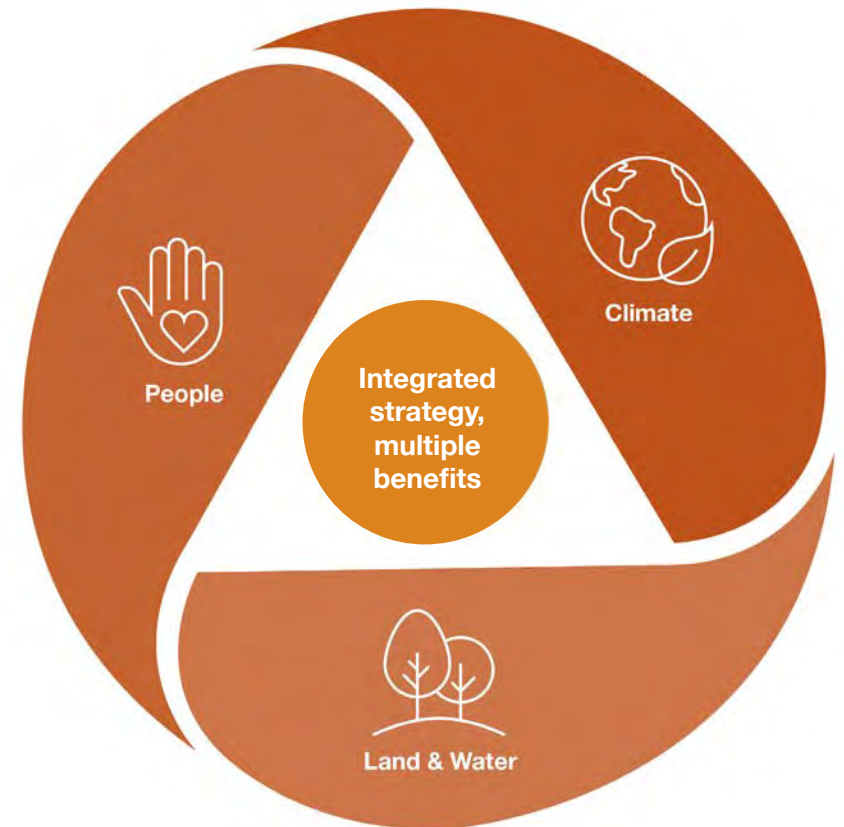 Climate
People
Integrated
strategy,
multiple
benefits
Land & Water